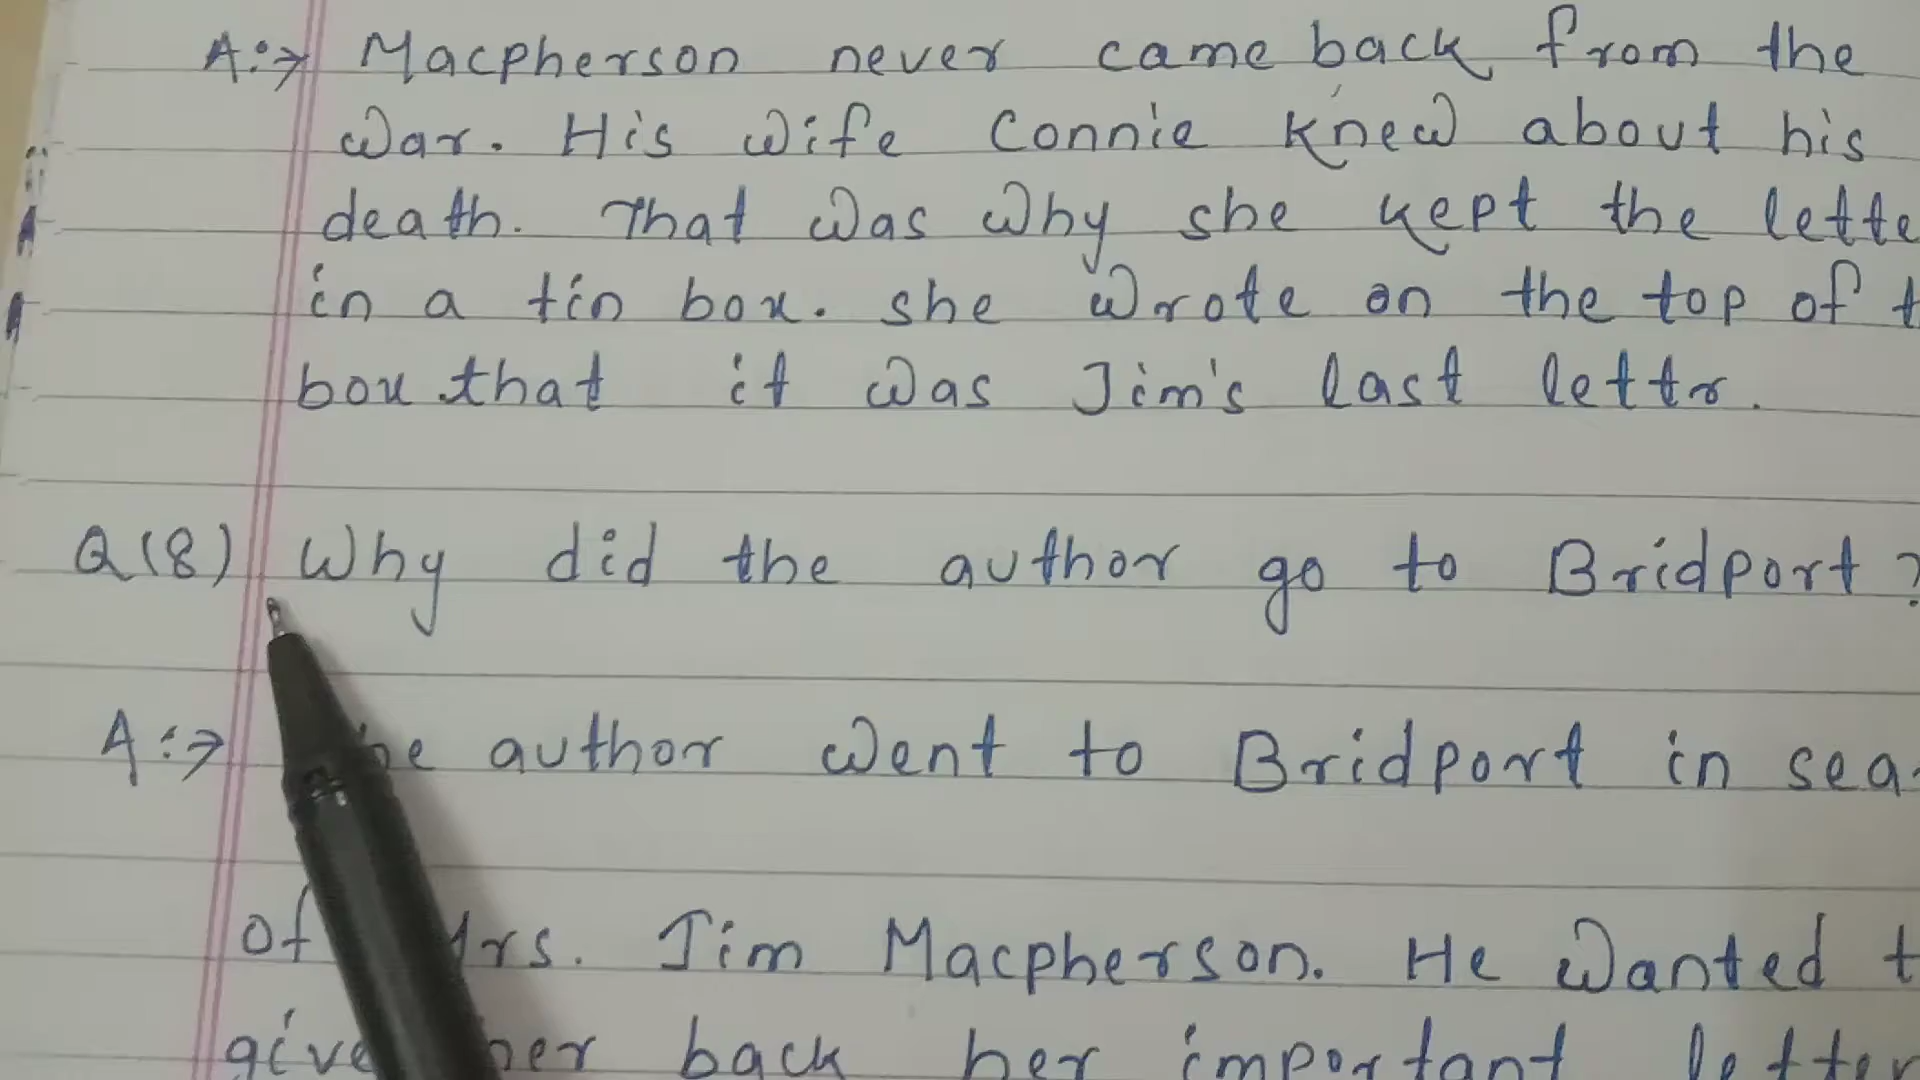 A:→ Macpherson never came back from the
war. His wife Connie knew about his
death. That was why she kept the lette
in a tin box. she wrote on the top of t
box that it was Jim's last lettr.
Q(8) Why did the author go to Bridport?
A:→ he author went to Bridport in sea
of Mrs. Jim Macpherson. He wanted t
give her back her important letter